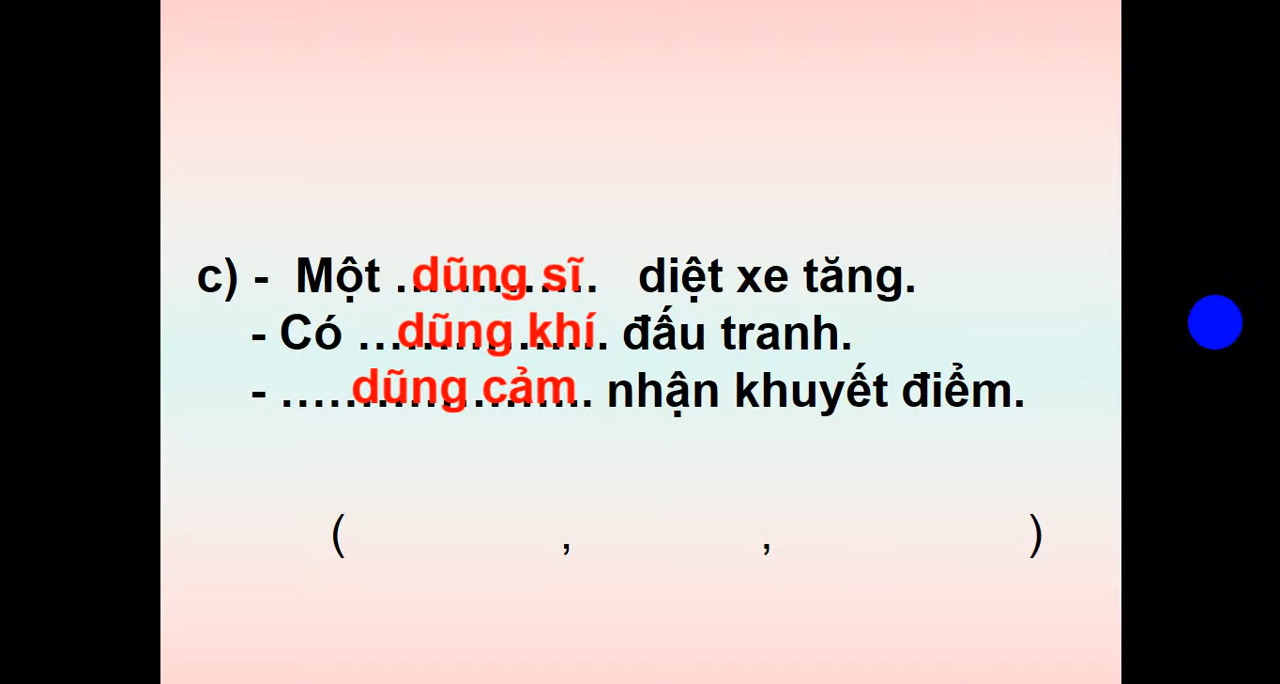 c) - Một ...dũng sĩ... diệt xe tăng.
- Có ...dũng khí... đấu tranh.
- ...dũng cảm... nhận khuyết điểm.
( , , )